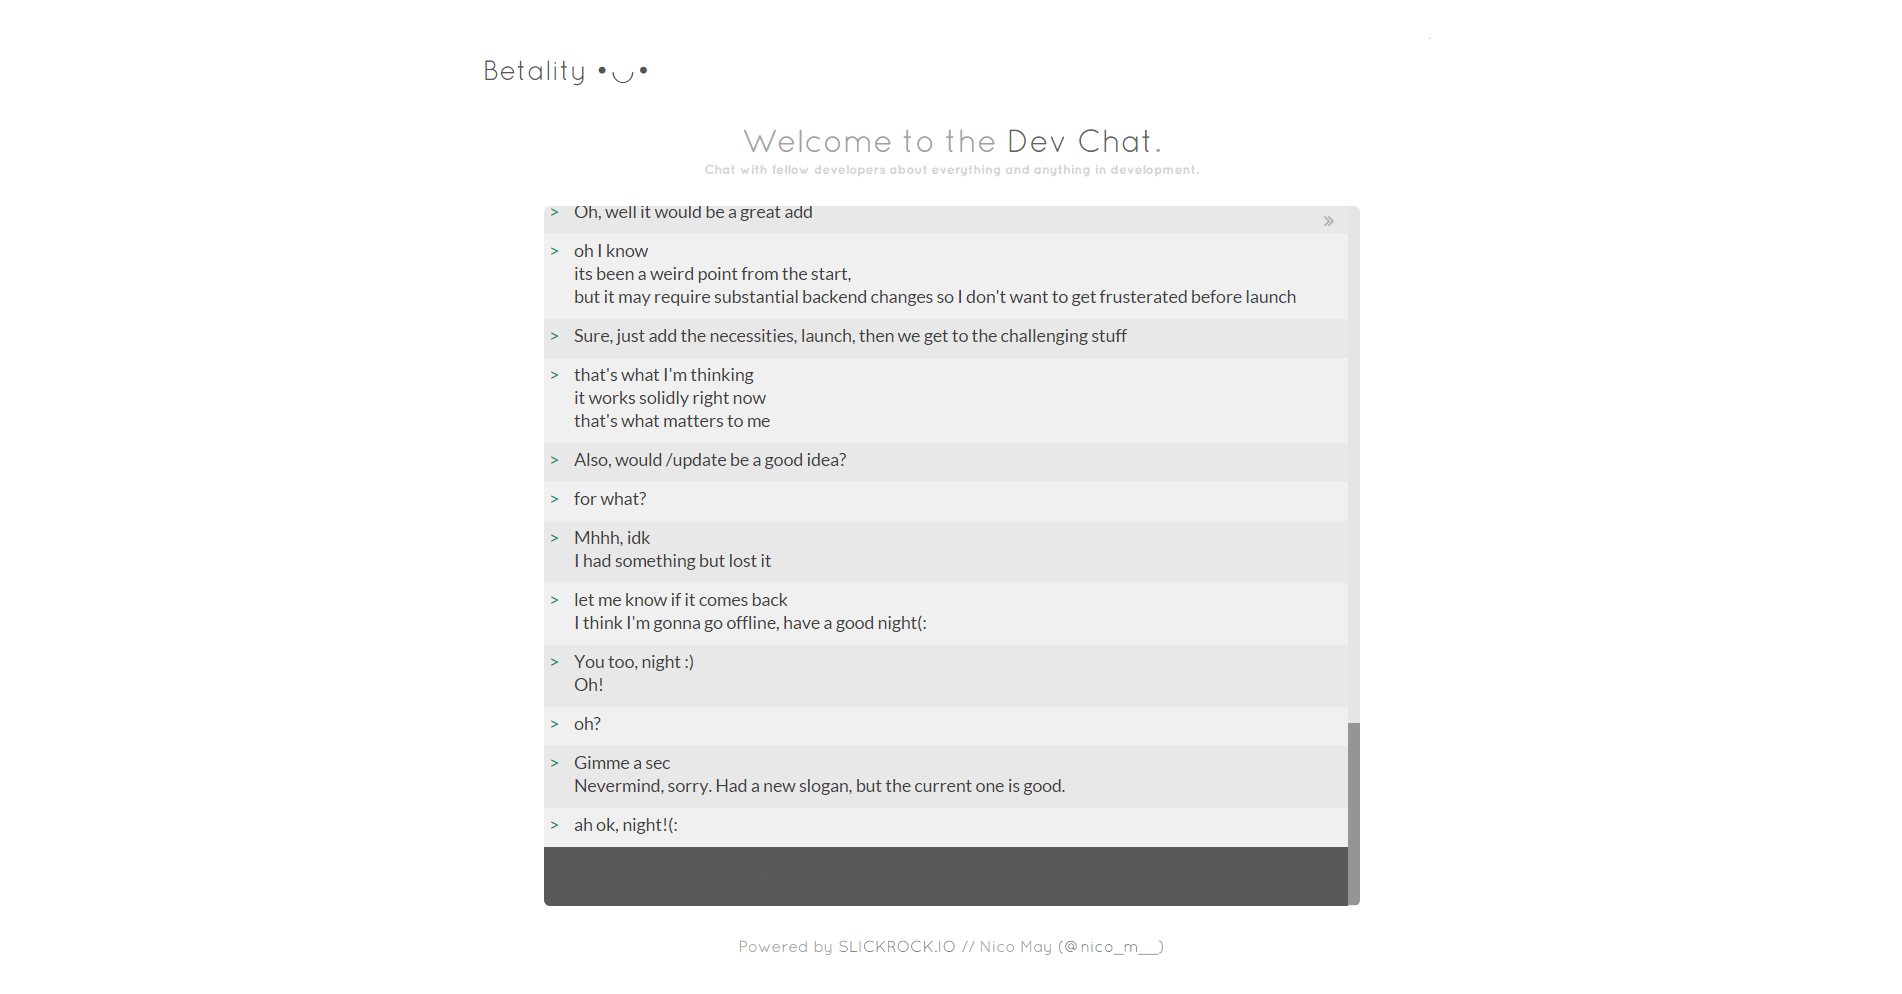 Betality •◡•
Welcome to the Dev Chat.
Chat with fellow developers about everything and anything in development.
> Oh, well it would be a great add »
> oh I know
its been a weird point from the start,
but it may require substantial backend changes so I don't want to get frusterated before launch
> Sure, just add the necessities, launch, then we get to the challenging stuff
> that's what I'm thinking
it works solidly right now
that's what matters to me
> Also, would /update be a good idea?
> for what?
> Mhhh, idk
I had something but lost it
> let me know if it comes back
I think I'm gonna go offline, have a good night(:
> You too, night :)
Oh!
> oh?
> Gimme a sec
Nevermind, sorry. Had a new slogan, but the current one is good.
> ah ok, night!(:
Powered by SLICKROCK.IO // Nico May (@nico_m__)